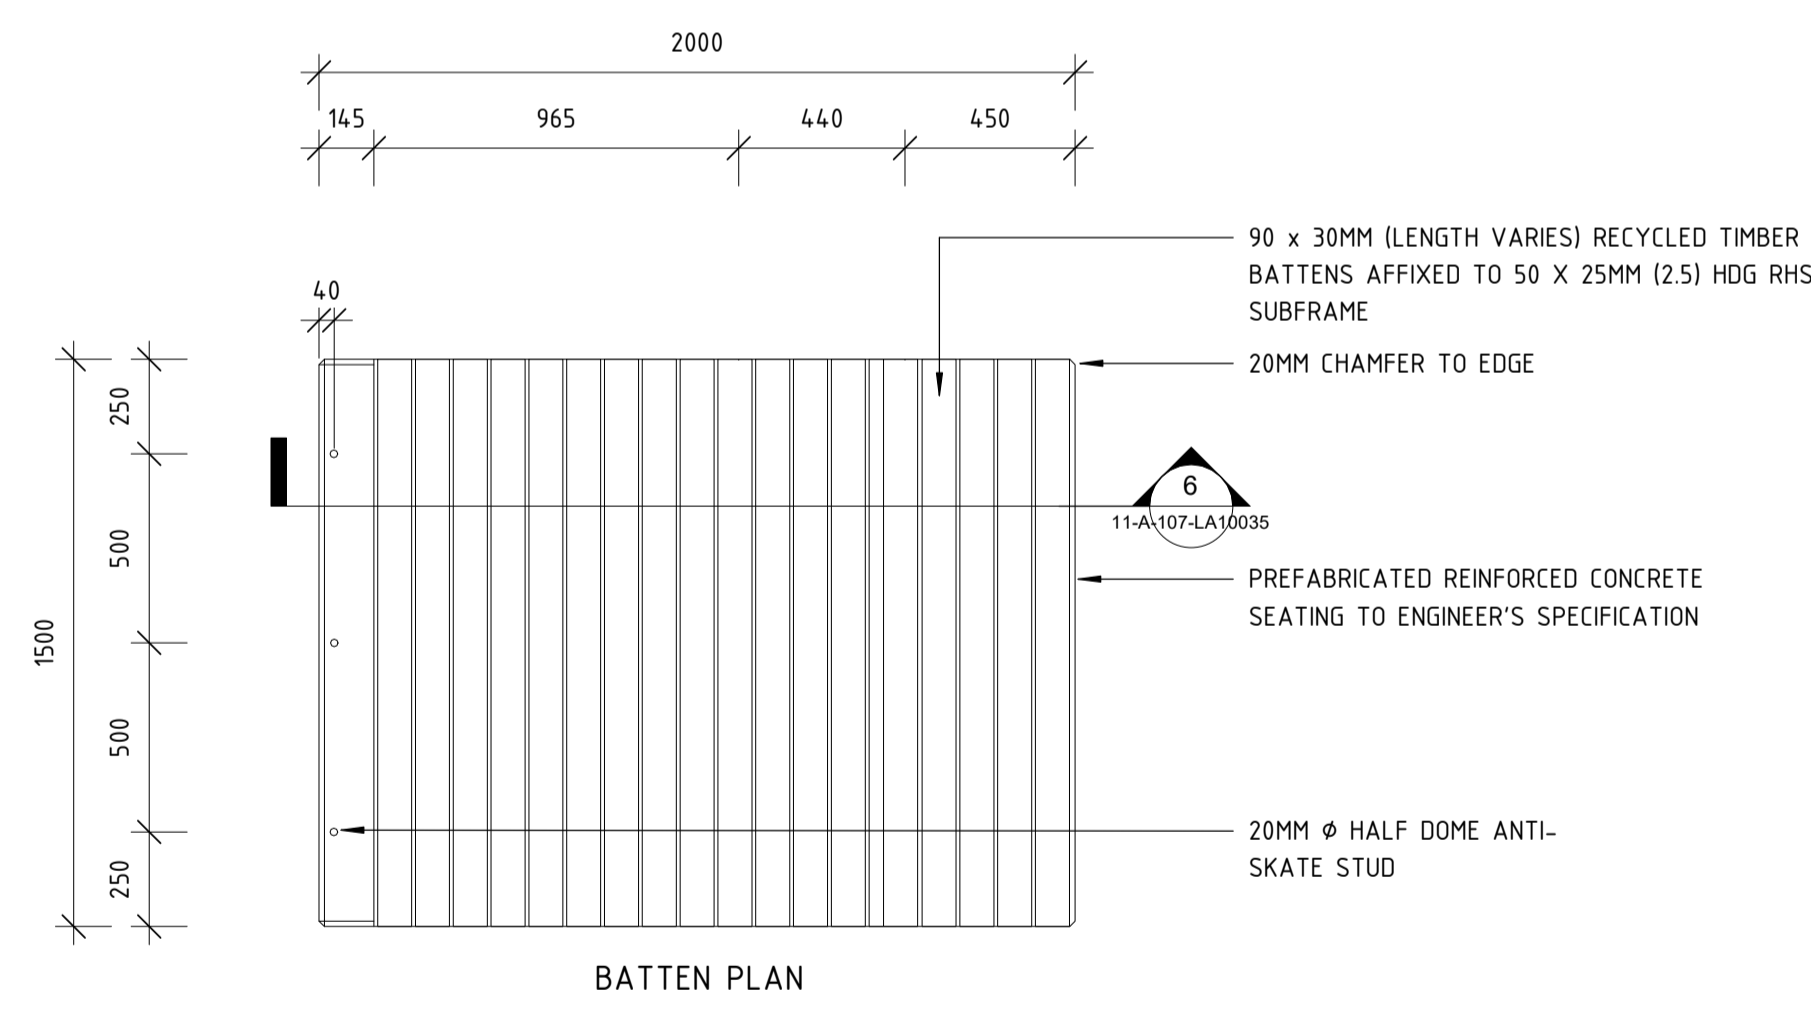 2000
145 965 440 450
90 x 30MM (LENGTH VARIES) RECYCLED TIMBER
BATTENS AFFIXED TO 50 X 25MM (2.5) HDG RHS
SUBFRAME
40
20MM CHAMFER TO EDGE
250
6
11-A-107-LA10035
500
PREFABRICATED REINFORCED CONCRETE
SEATING TO ENGINEER'S SPECIFICATION
1500
500
20MM Ø HALF DOME ANTI-
SKATE STUD
250
BATTEN PLAN